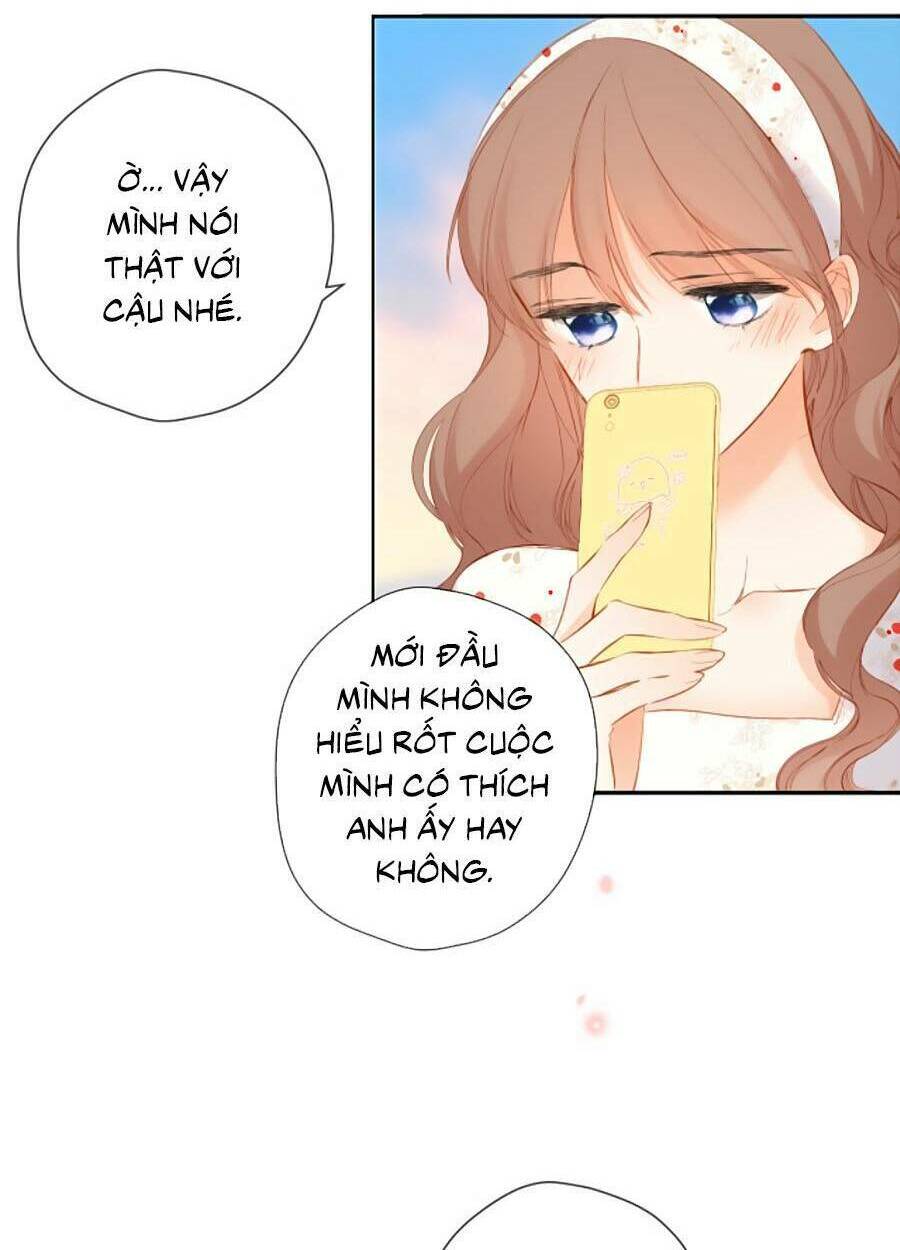 Ờ... VẬY
MÌNH NÓI
THẬT VỚI
CẬU NHÉ.
MỚI ĐẦU
MÌNH KHÔNG
HIỂU RỐT CUỘC
MÌNH CÓ THÍCH
ANH ẤY HAY
KHÔNG.